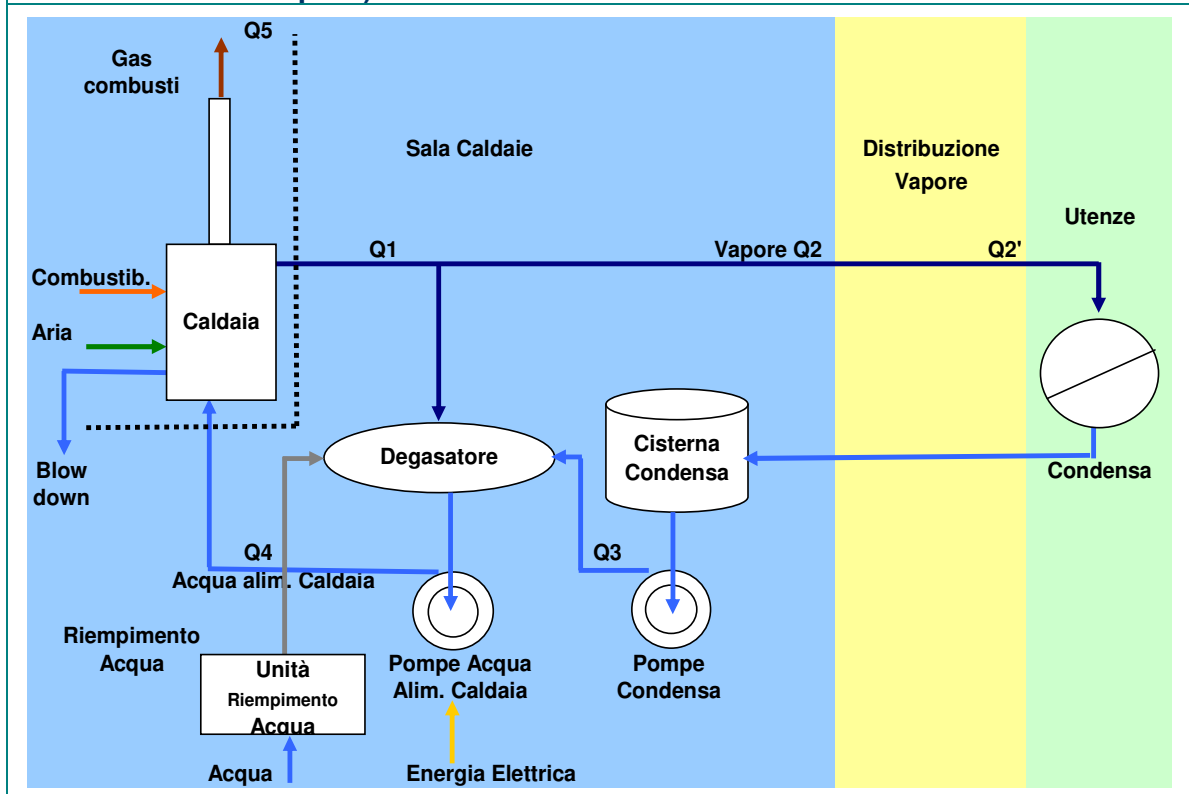 Q5
Gas
combusti
Sala Caldaie
Distribuzione
Vapore
Utenze
Q1
Vapore Q2
Q2'
Combustib.
Caldaia
Aria
Blow
down
Degasatore
Cisterna
Condensa
Condensa
Q4
Acqua alim. Caldaia
Q3
Riempimento
Acqua
Unità
Riempimento
Acqua
Pompe Acqua
Alim. Caldaia
Pompe
Condensa
Acqua
Energia Elettrica